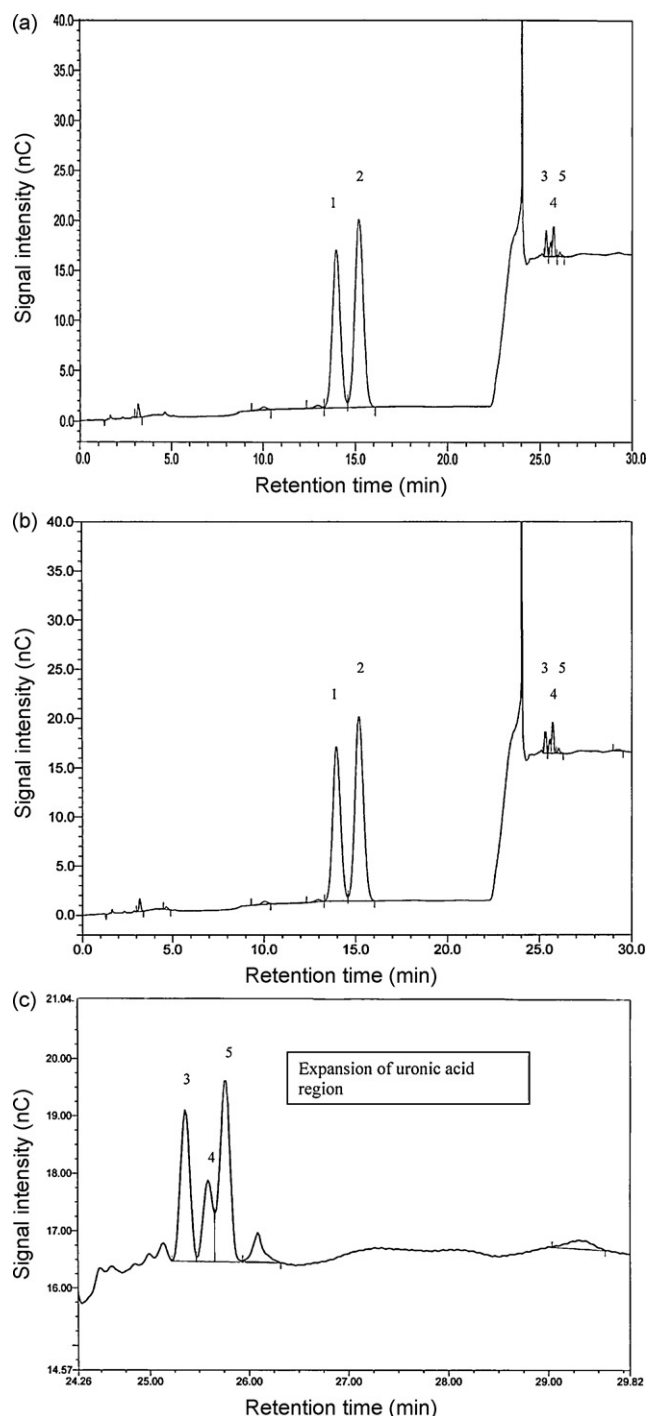 (a)
40.0
35.0
30.0
25.0
20.0
15.0
10.0
5.0
0.0
Signal intensity (nC)
1
2
3
5
4
0.0 5.0 10.0 15.0 20.0 25.0 30.0
Retention time (min)
(b)
40.0
35.0
30.0
25.0
20.0
15.0
10.0
5.0
0.0
Signal intensity (nC)
1
2
3
5
4
0.0 5.0 10.0 15.0 20.0 25.0 30.0
Retention time (min)
(c)
21.04
20.00
19.00
18.00
17.00
16.00
14.57
Signal intensity (nC)
3
5
4
Expansion of uronic acid
region
24.26 25.00 26.00 27.00 28.00 29.00 29.82
Retention time (min)